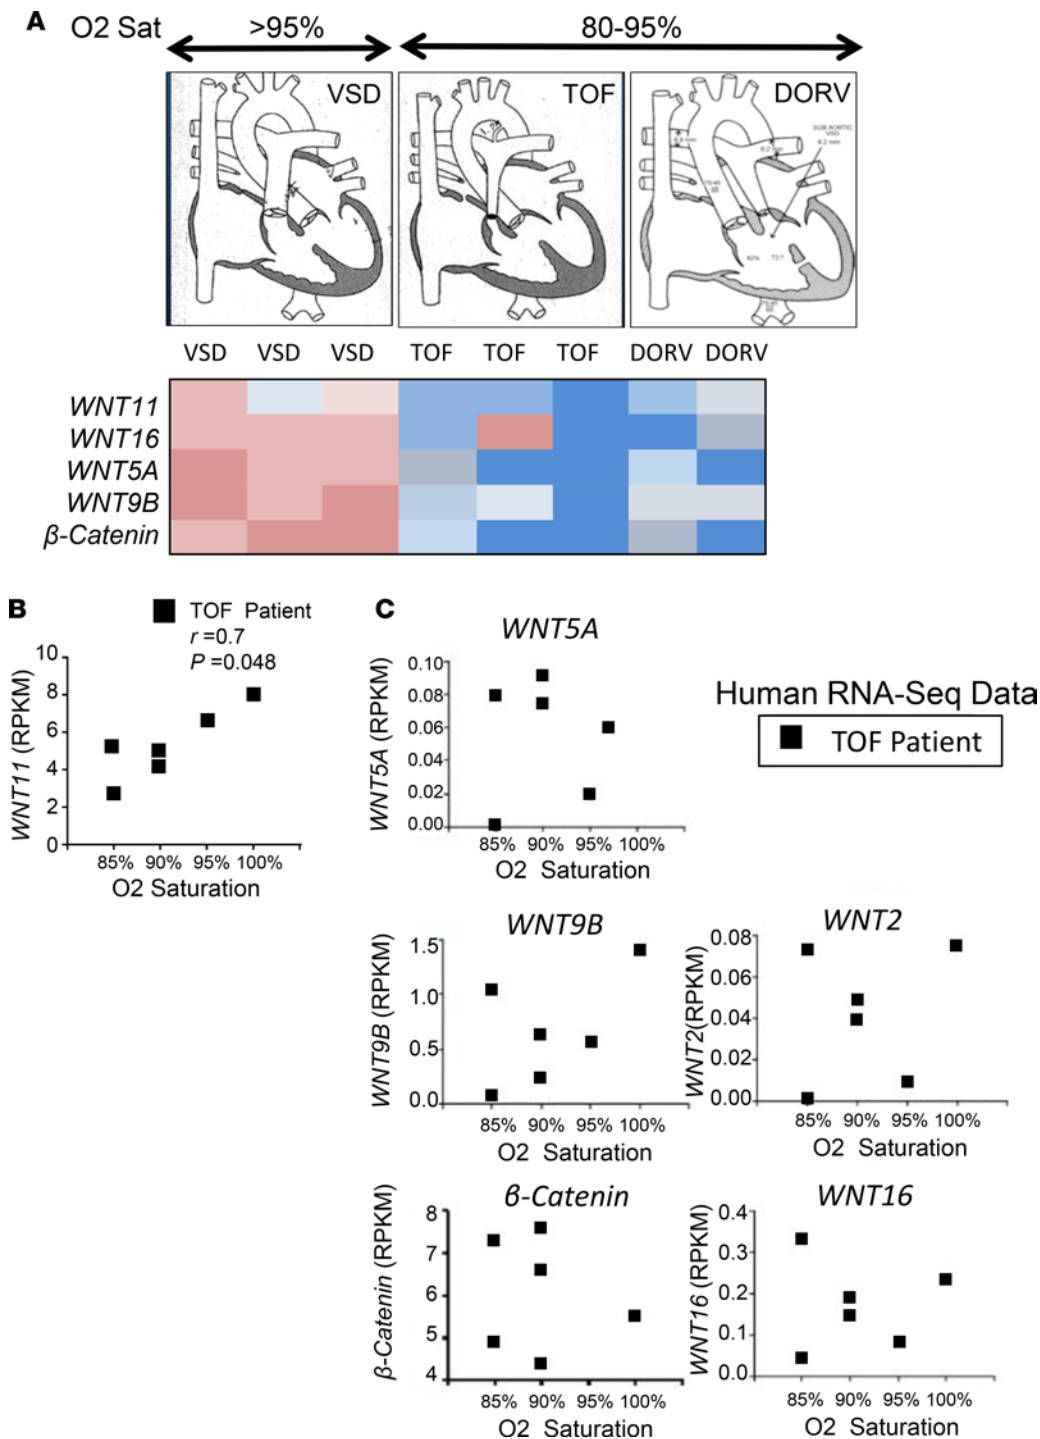 A
O2 Sat
>95%
80-95%
VSD
TOF
DORV
SUB AORTIC
VSD
6.2 mm
VSD VSD VSD TOF TOF TOF DORV DORV
WNT11
WNT16
WNT5A
WNT9B
β-Catenin
B
TOF Patient
r =0.7
P =0.048
WNT11 (RPKM)
10
8
6
4
2
0
85% 90% 95% 100%
O2 Saturation
C
WNT5A
WNT5A (RPKM)
0.10
0.08
0.06
0.04
0.02
0.00
85% 90% 95% 100%
O2 Saturation
Human RNA-Seq Data
TOF Patient
WNT9B
WNT9B (RPKM)
1.5
1.0
0.5
0.0
85% 90% 95% 100%
O2 Saturation
WNT2
WNT2(RPKM)
0.08
0.06
0.04
0.02
0.00
85% 90% 95% 100%
O2 Saturation
β-Catenin
β-Catenin (RPKM)
8
7
6
5
4
85% 90% 95% 100%
O2 Saturation
WNT16
WNT16 (RPKM)
0.4
0.3
0.2
0.1
0.0
85% 90% 95% 100%
O2 Saturation